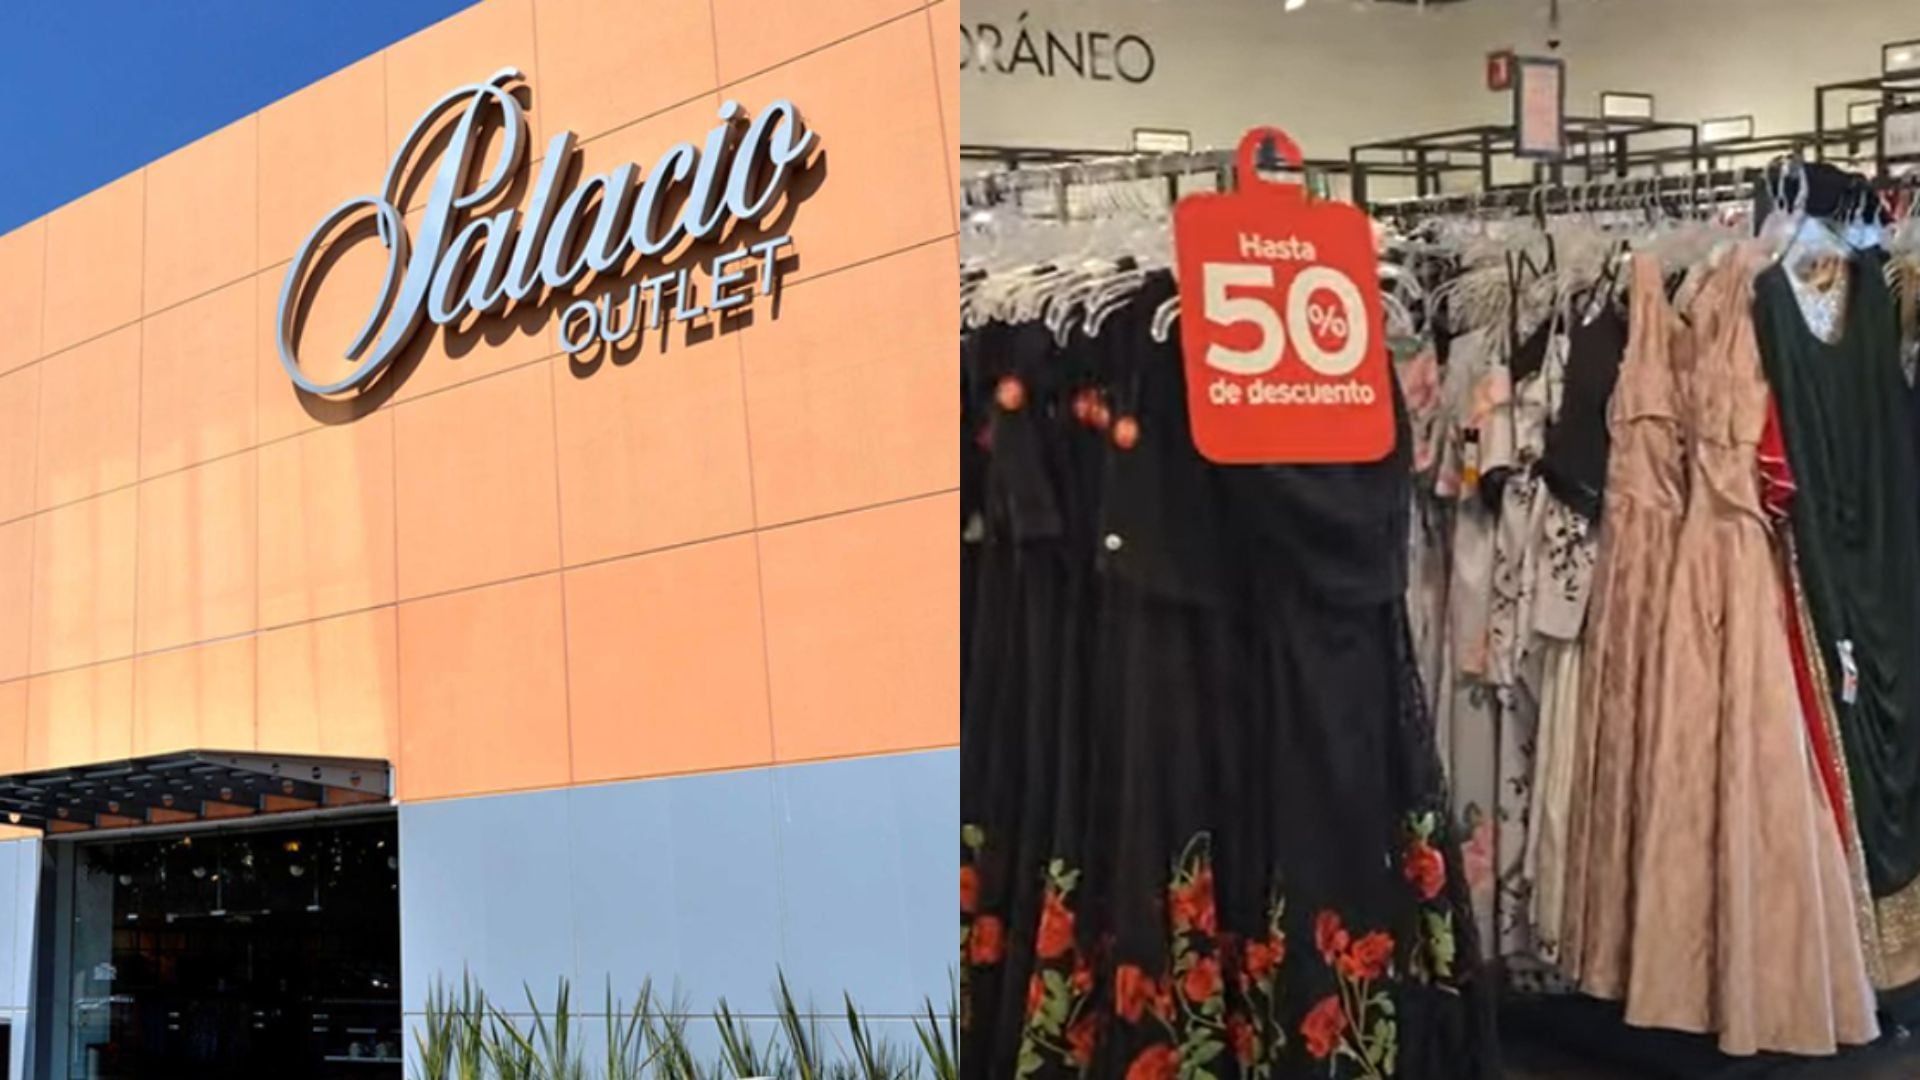 Palacio
OUTLET
ORÁNEO
Hasta
50%
de descuento